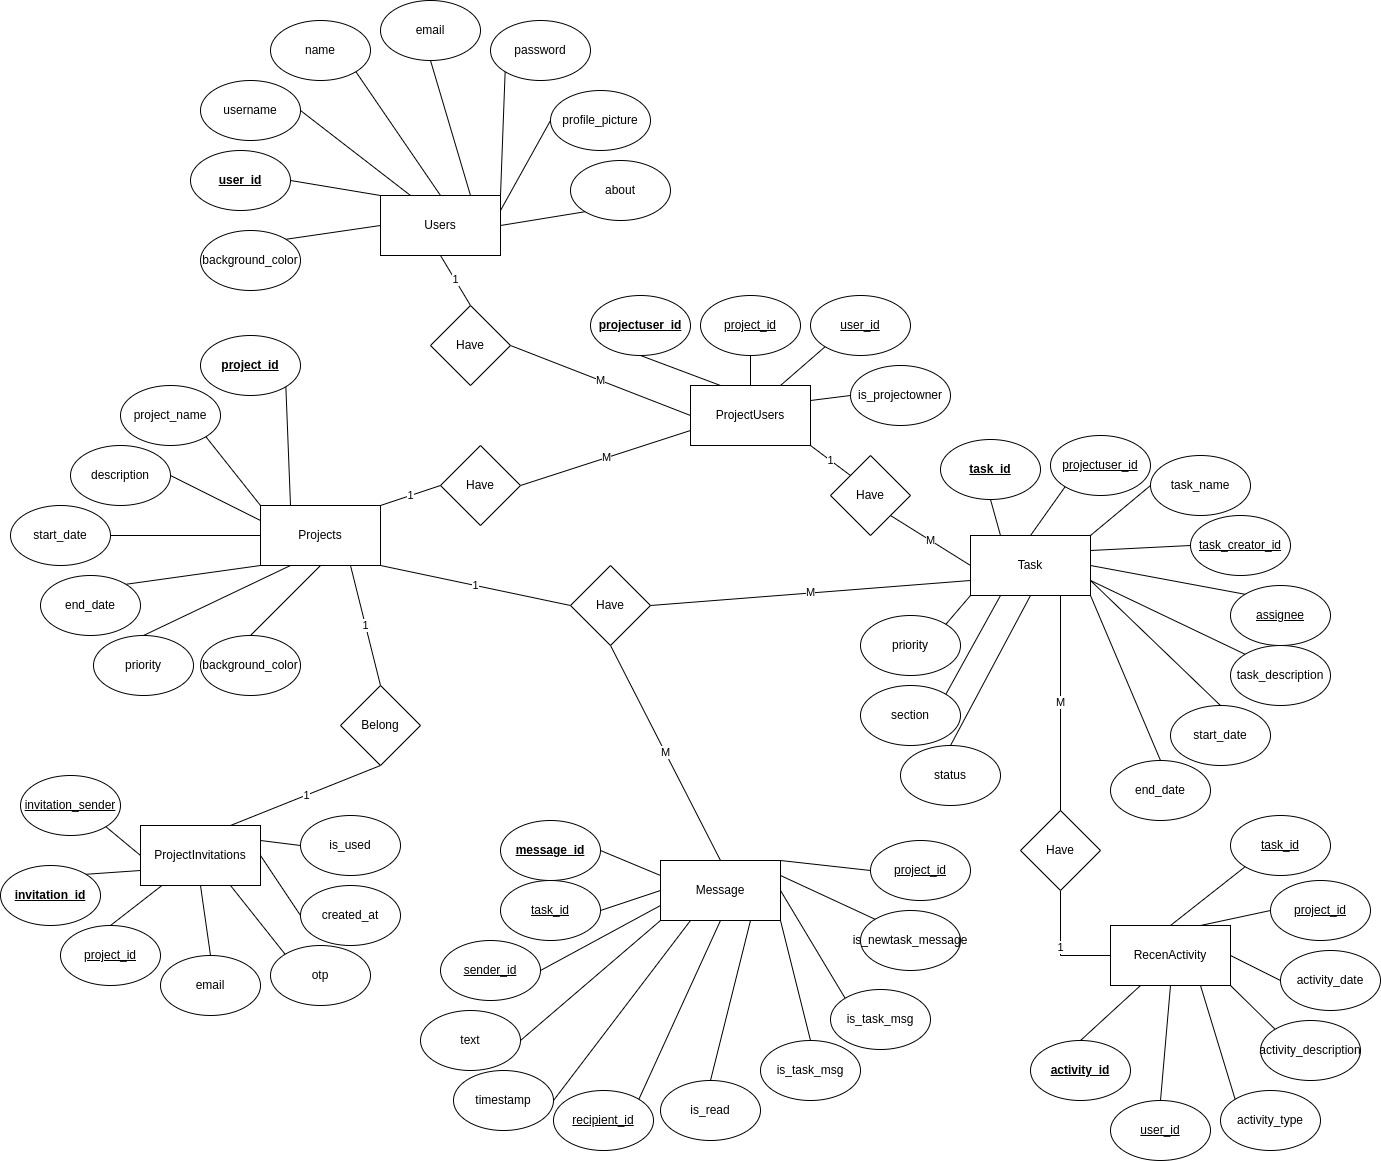 email
name
password
username
profile_picture
user_id
about
Users
background_color
1
Have
projectuser_id
project_id
user_id
project_id
M
is_projectowner
project_name
ProjectUsers
description
M
1
1
Have
Have
task_id
projectuser_id
task_name
start_date
Projects
M
task_creator_id
Task
end_date
1
Have
M
assignee
1
priority
priority
background_color
task_description
section
M
Belong
M
start_date
status
end_date
1
invitation_sender
is_used
ProjectInvitations
message_id
Have
task_id
project_id
Message
invitation_id
created_at
task_id
project_id
is_newtask_message
1
project_id
RecenActivity
sender_id
otp
email
activity_date
is_task_msg
text
activity_description
is_task_msg
activity_id
timestamp
recipient_id
is_read
activity_type
user_id